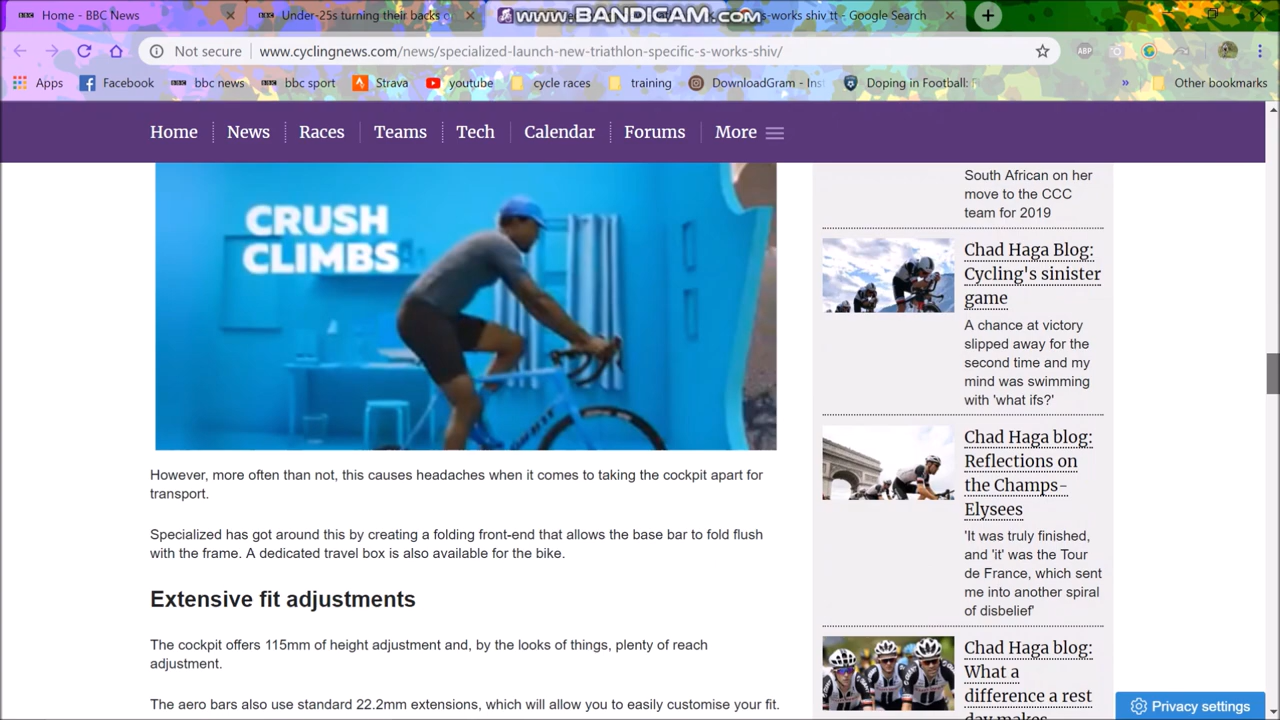 Home - BBC News
Under-25s turning their backs o
WWW.BANDICAM.COM
s-works shiv tt - Google Search
Not secure
www.cyclingnews.com/news/specialized-launch-new-triathlon-specific-s-works-shiv/
ABP
Apps
Facebook
bbc news
bbc sport
Strava
youtube
cycle races
training
DownloadGram - Inst
Doping in Football:
»
Other bookmarks
Home
News
Races
Teams
Tech
Calendar
Forums
More
CRUSH
CLIMBS
However, more often than not, this causes headaches when it comes to taking the cockpit apart for
transport.
Specialized has got around this by creating a folding front-end that allows the base bar to fold flush
with the frame. A dedicated travel box is also available for the bike.
Extensive fit adjustments
The cockpit offers 115mm of height adjustment and, by the looks of things, plenty of reach
adjustment.
The aero bars also use standard 22.2mm extensions, which will allow you to easily customise your fit.
South African on her
move to the CCC
team for 2019
Chad Haga Blog:
Cycling's sinister
game
A chance at victory
slipped away for the
second time and my
mind was swimming
with 'what ifs?'
Chad Haga blog:
Reflections on
the Champs-
Elysees
'It was truly finished,
and 'it' was the Tour
de France, which sent
me into another spiral
of disbelief'
Chad Haga blog:
What a
difference a rest
day makes
Privacy settings